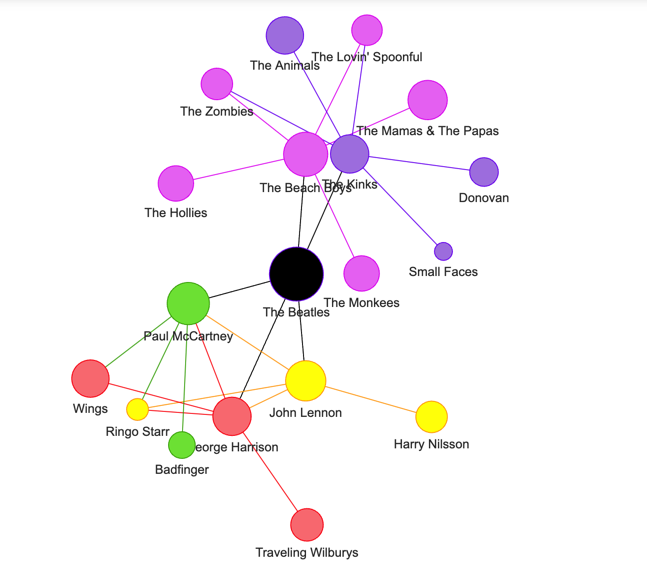 The Animals
The Lovin' Spoonful
The Zombies
The Mamas & The Papas
The Beach Boys
The Kinks
Donovan
The Hollies
Small Faces
The Monkees
The Beatles
Paul McCartney
Wings
John Lennon
Ringo Starr
eorge Harrison
Harry Nilsson
Badfinger
Traveling Wilburys